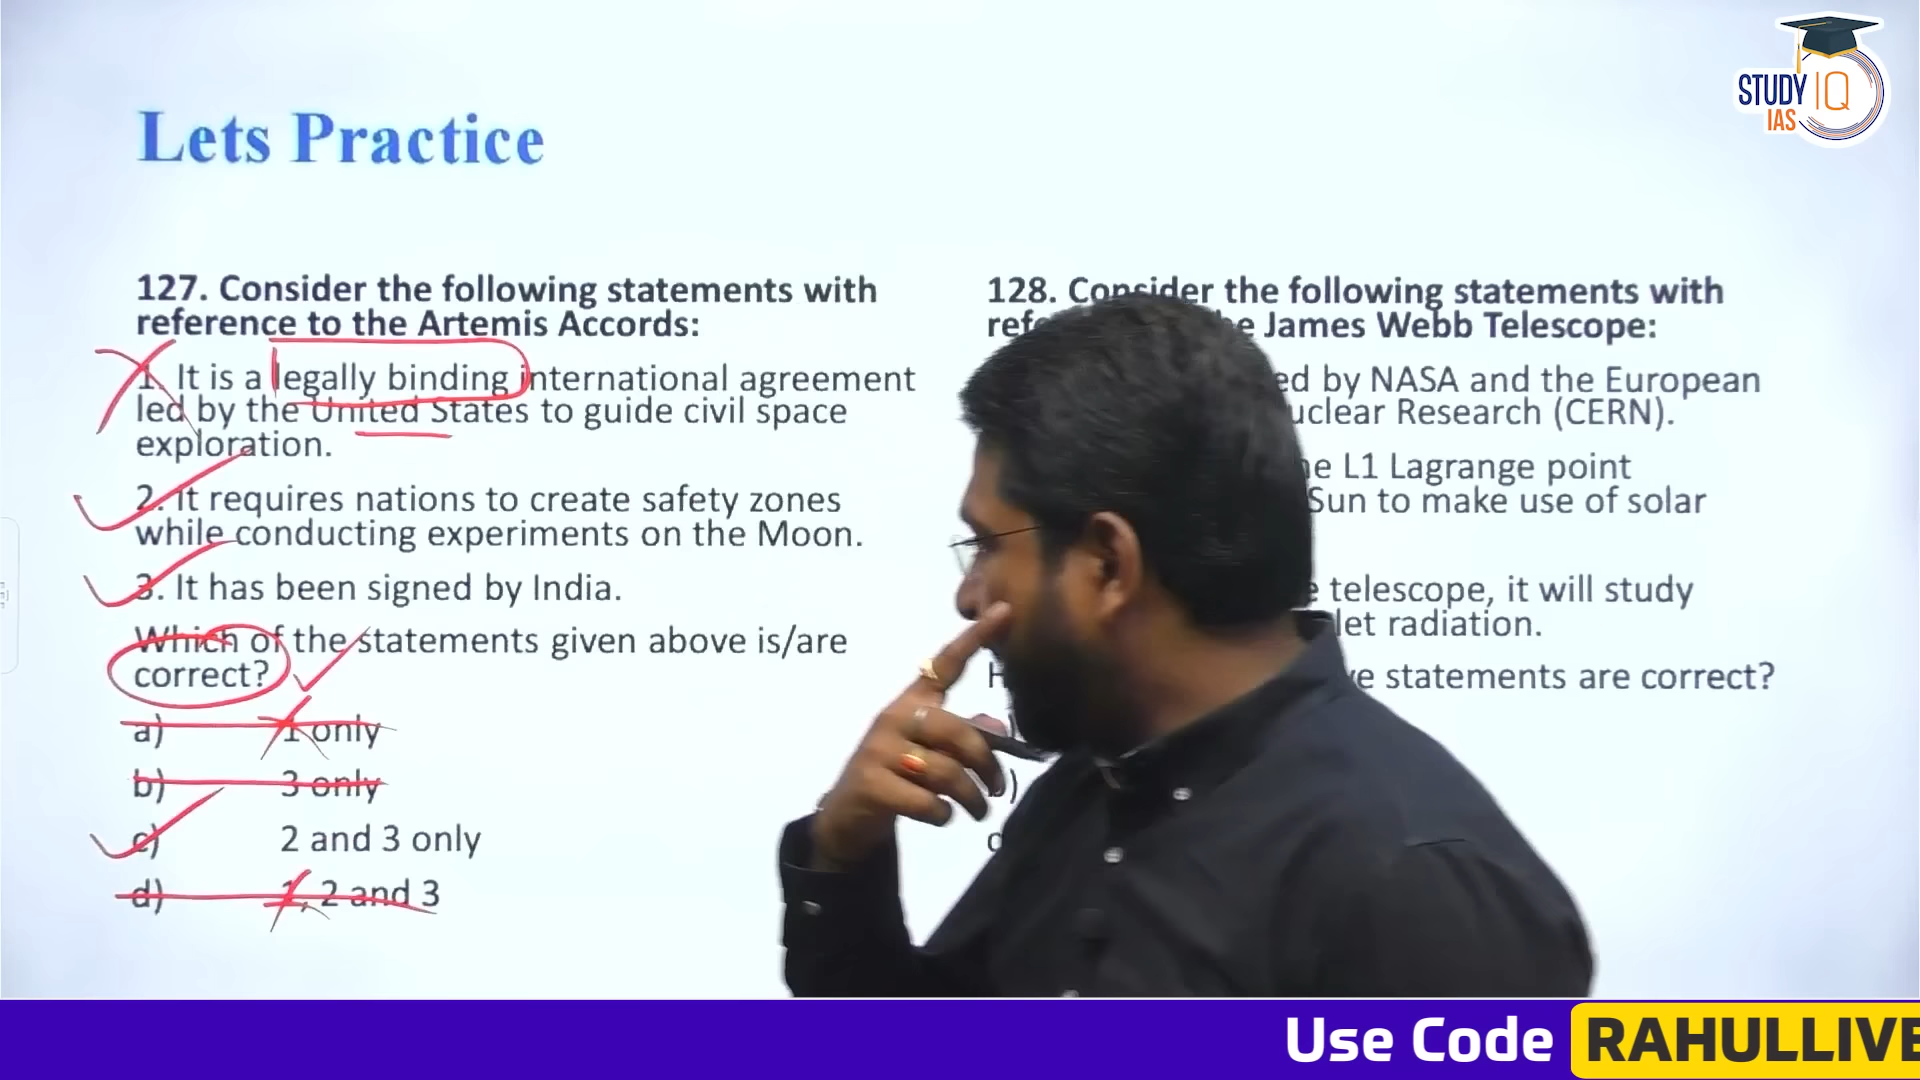 STUDY IQ
IAS
Lets Practice
127. Consider the following statements with
reference to the Artemis Accords:
1. It is a legally binding international agreement
led by the United States to guide civil space
exploration.
2. It requires nations to create safety zones
while conducting experiments on the Moon.
3. It has been signed by India.
Which of the statements given above is/are
correct?
a) 1 only
b) 3 only
c) 2 and 3 only
d) 1, 2 and 3
128. Consider the following statements with
James Webb Telescope:
by NASA and the European
Research (CERN).
L1 Lagrange point
Sun to make use of solar
telescope, it will study
radiation.
statements are correct?
b)
Use Code RAHULLIVE